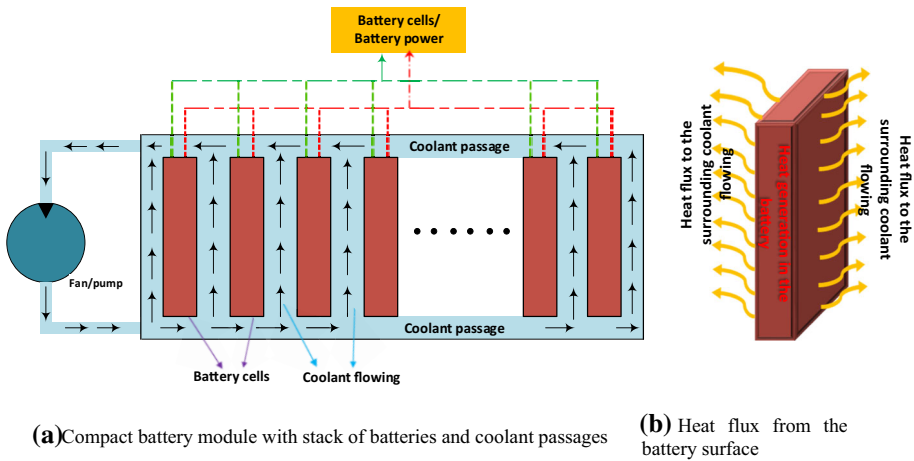 Battery cells/
Battery power
Coolant passage
Fan/pump
Coolant passage
Battery cells
Coolant flowing
Heat flux to the
surrounding coolant
flowing
Heat generation in the
battery
Heat flux to the
surrounding coolant
flowing
(a)Compact battery module with stack of batteries and coolant passages
(b) Heat flux from the
battery surface